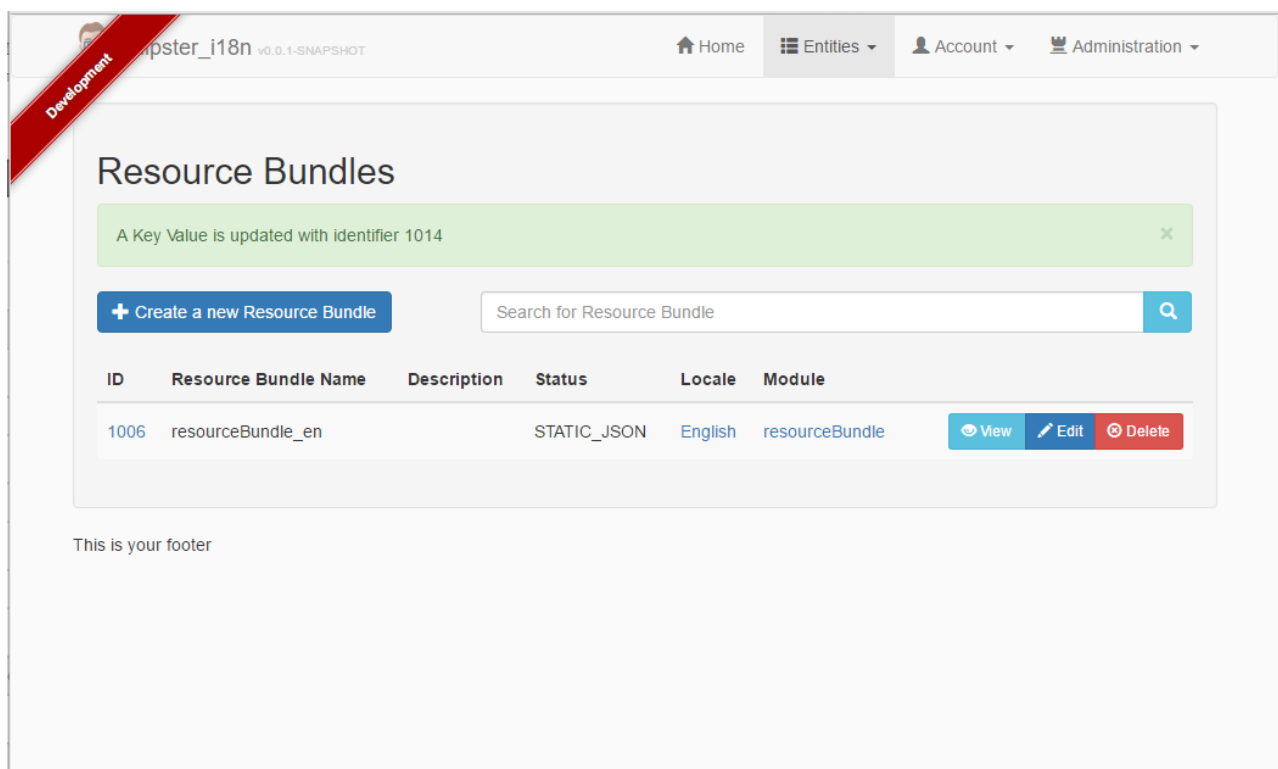 Development
pster_i18n v0.0.1-SNAPSHOT Home Entities Account Administration
Resource Bundles
A Key Value is updated with identifier 1014 ×
Create a new Resource Bundle Search for Resource Bundle
ID Resource Bundle Name Description Status Locale Module
1006 resourceBundle_en STATIC_JSON English resourceBundle View Edit Delete
This is your footer